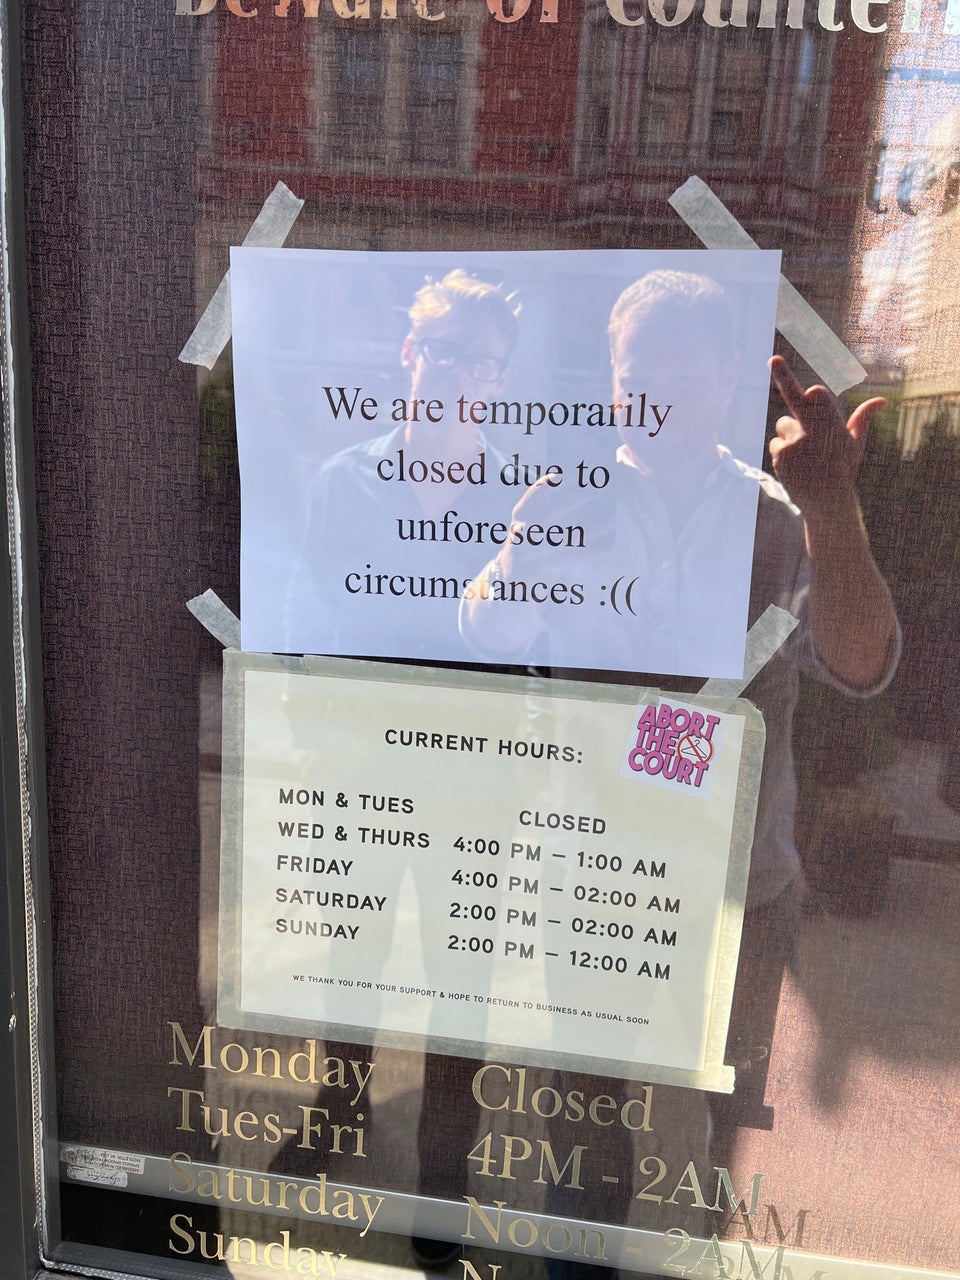 Beware of
We are temporarily
closed due to
unforeseen
circumstances :((
ABORT
THE
COURT
CURRENT HOURS:
MON & TUES CLOSED
WED & THURS 4:00 PM – 1:00 AM
FRIDAY 4:00 PM – 02:00 AM
SATURDAY 2:00 PM – 02:00 AM
SUNDAY 2:00 PM – 12:00 AM
WE THANK YOU FOR YOUR SUPPORT & HOPE TO RETURN TO BUSINESS AS USUAL SOON
Monday Closed
Tues-Fri 4PM - 2AM
Saturday Noon - 2AM
Sunday